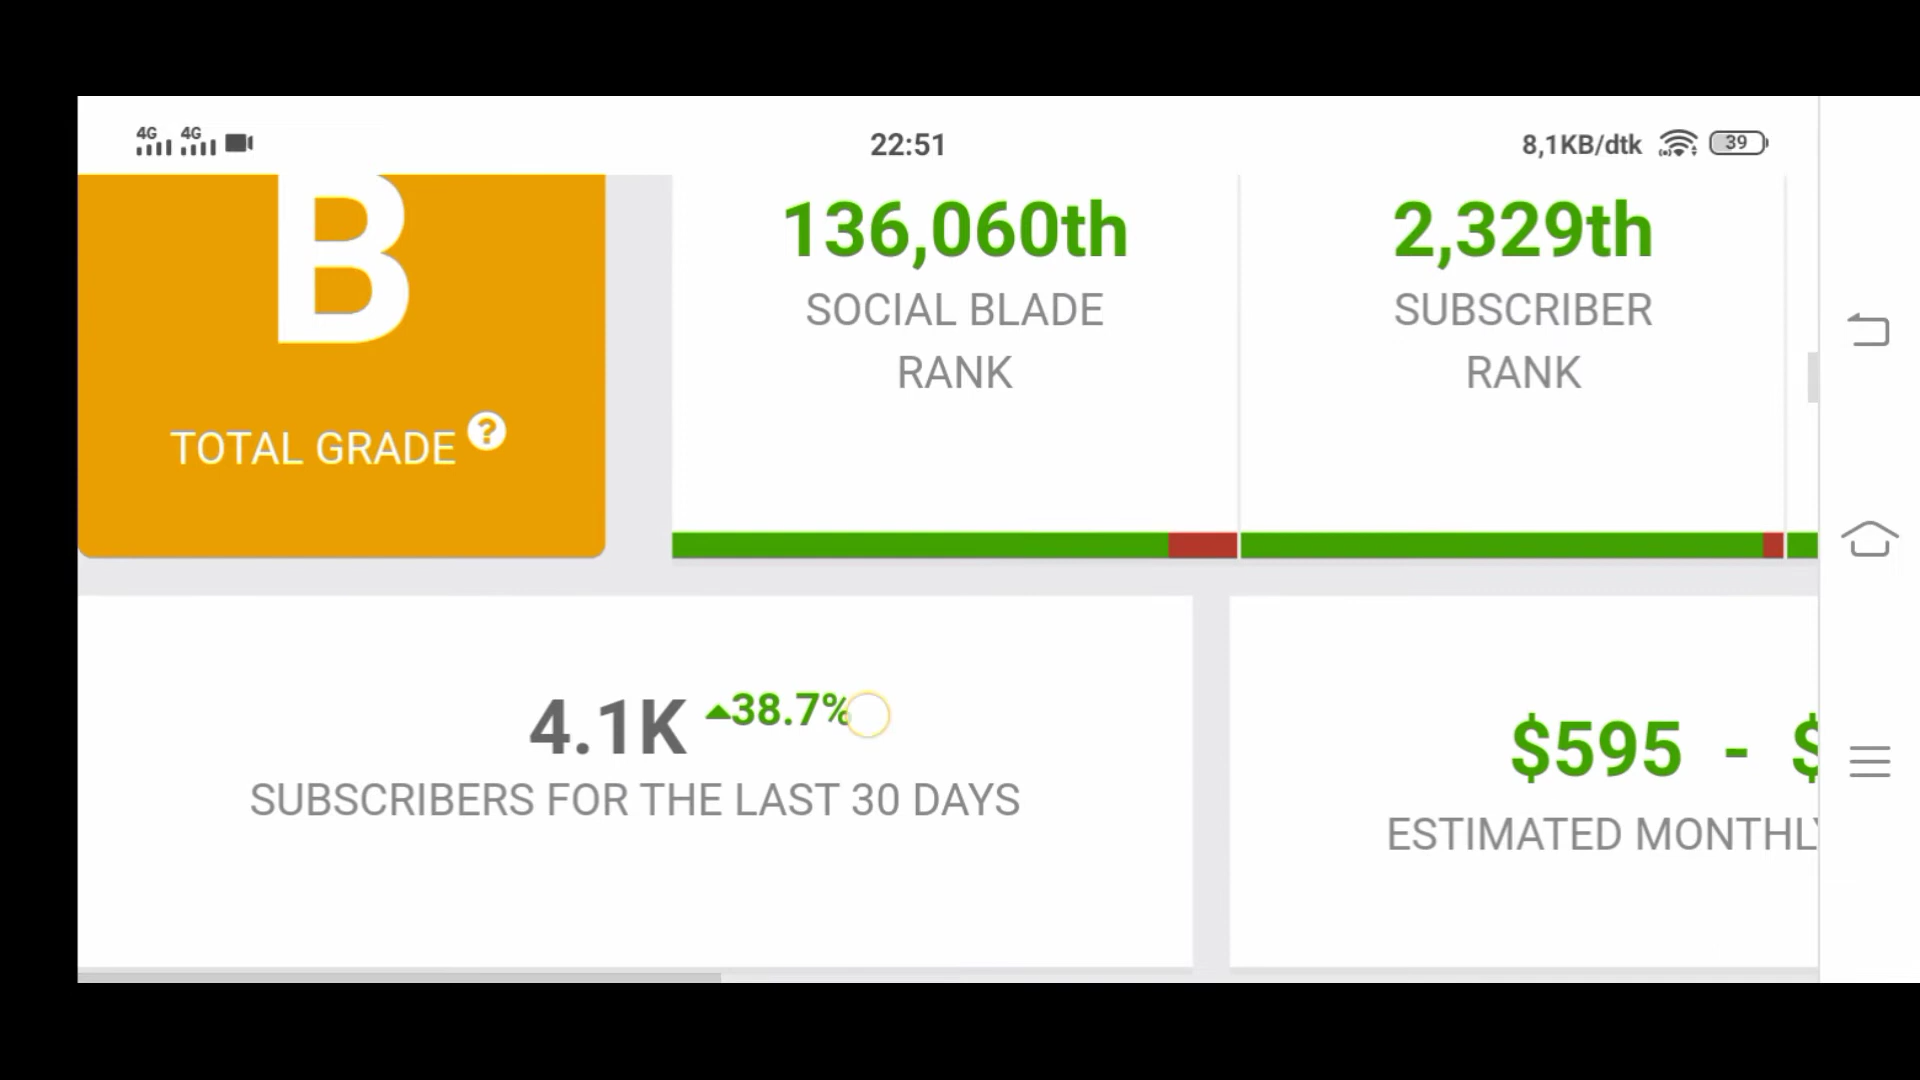 4G 4G 22:51 8,1KB/dtk 39
B
TOTAL GRADE ?
136,060th
SOCIAL BLADE
RANK
2,329th
SUBSCRIBER
RANK
4.1K 38.7%
SUBSCRIBERS FOR THE LAST 30 DAYS
$595 - $
ESTIMATED MONTHLY